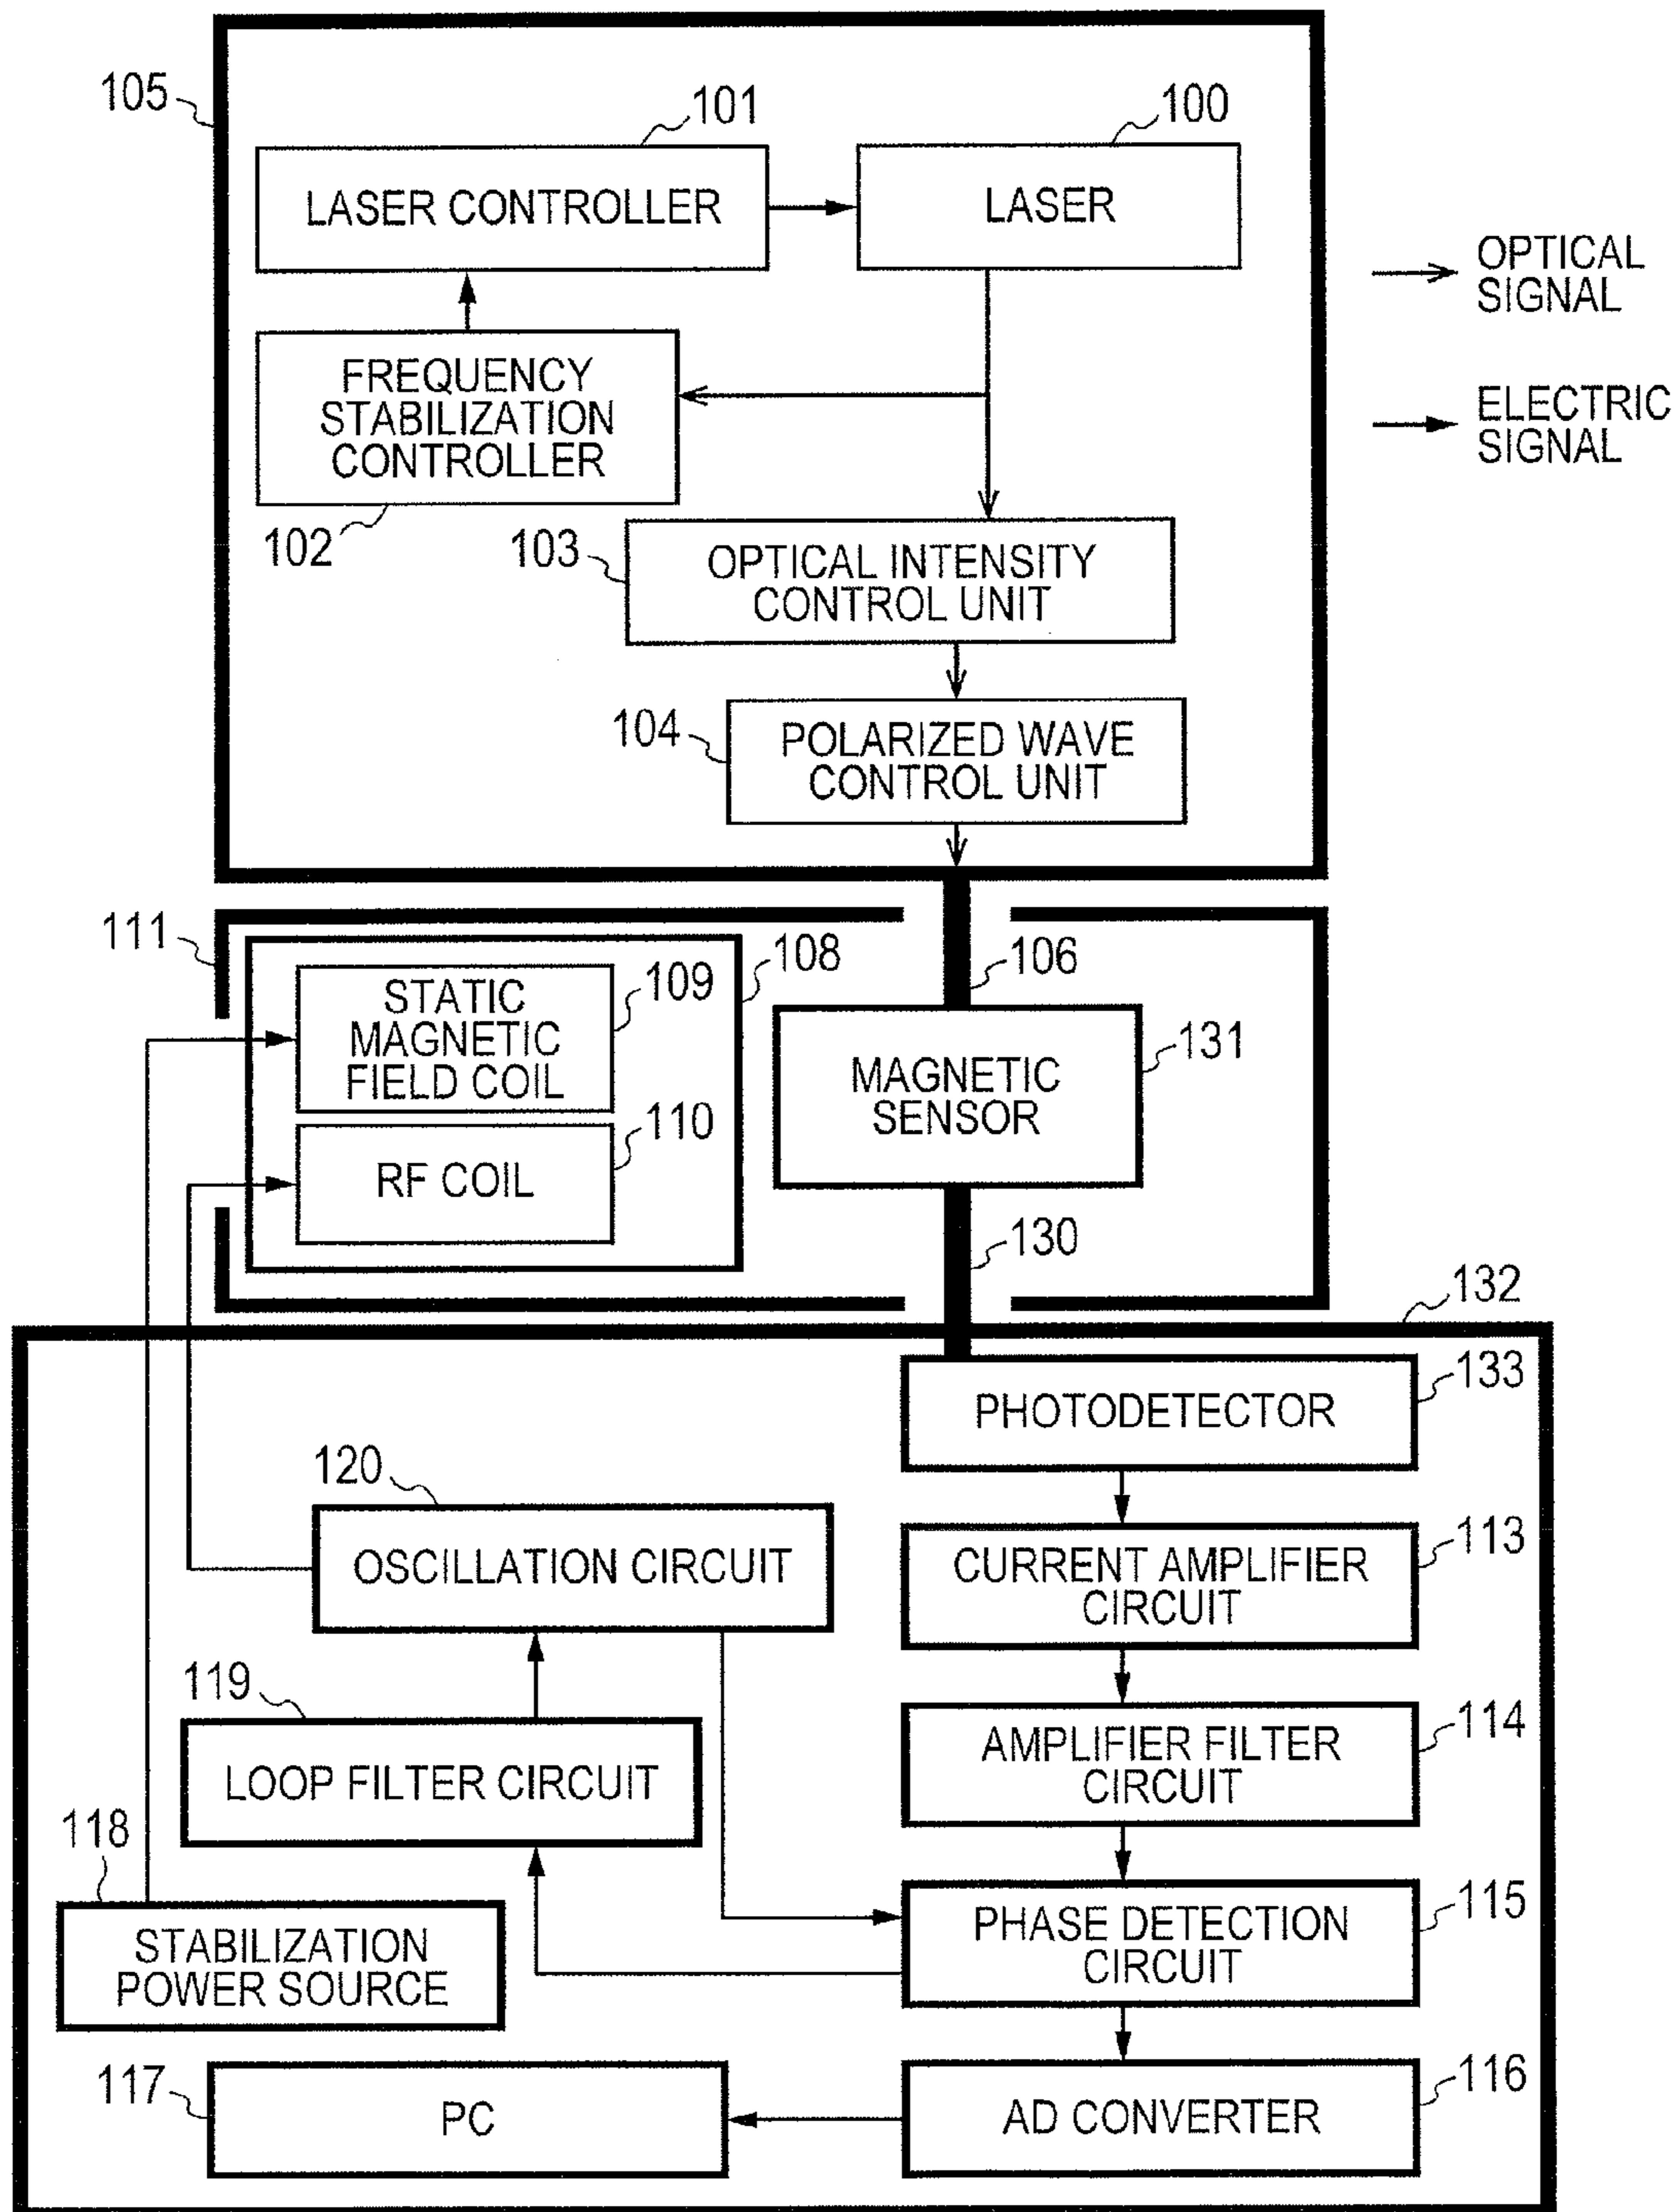 105
101
100
LASER CONTROLLER
LASER
OPTICAL
SIGNAL
FREQUENCY
STABILIZATION
CONTROLLER
ELECTRIC
SIGNAL
102
103
OPTICAL INTENSITY
CONTROL UNIT
104
POLARIZED WAVE
CONTROL UNIT
111
108
106
STATIC
MAGNETIC
FIELD COIL
109
131
MAGNETIC
SENSOR
110
RF COIL
130
132
133
PHOTODETECTOR
120
OSCILLATION CIRCUIT
113
CURRENT AMPLIFIER
CIRCUIT
119
LOOP FILTER CIRCUIT
114
AMPLIFIER FILTER
CIRCUIT
118
STABILIZATION
POWER SOURCE
115
PHASE DETECTION
CIRCUIT
117
PC
116
AD CONVERTER